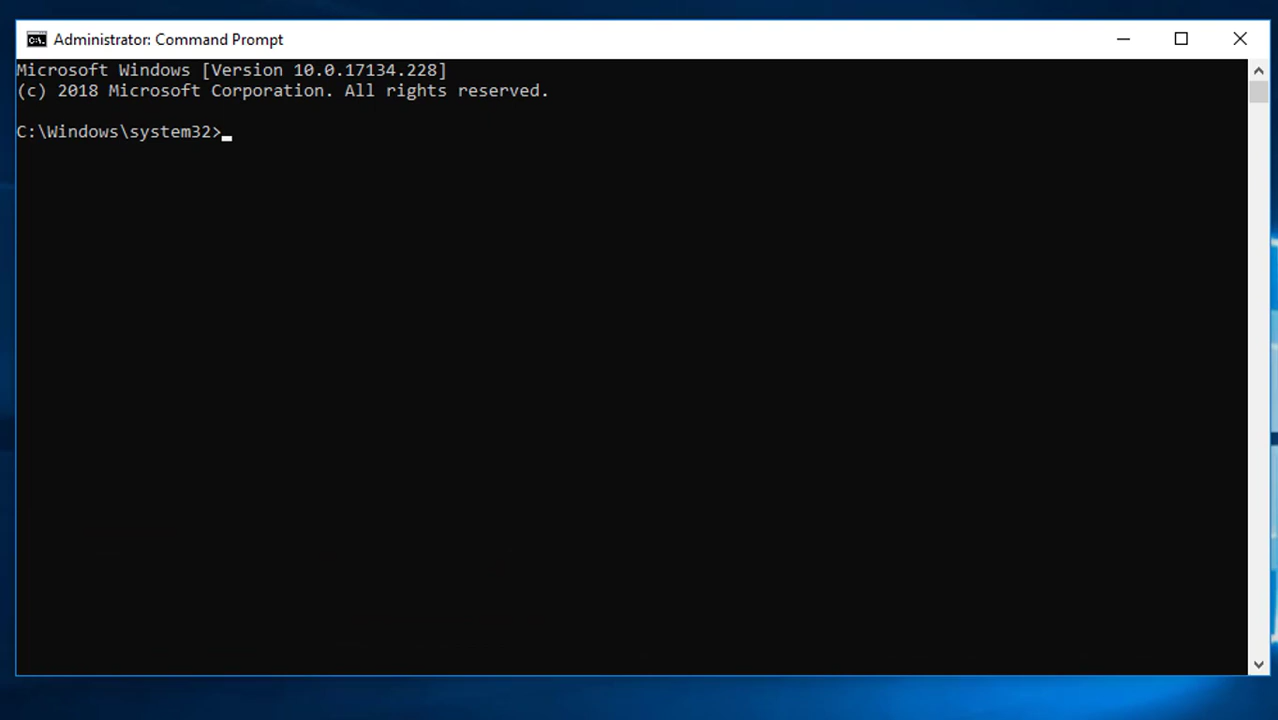 Administrator: Command Prompt
Microsoft Windows [Version 10.0.17134.228]
(c) 2018 Microsoft Corporation. All rights reserved.
C:\Windows\system32>